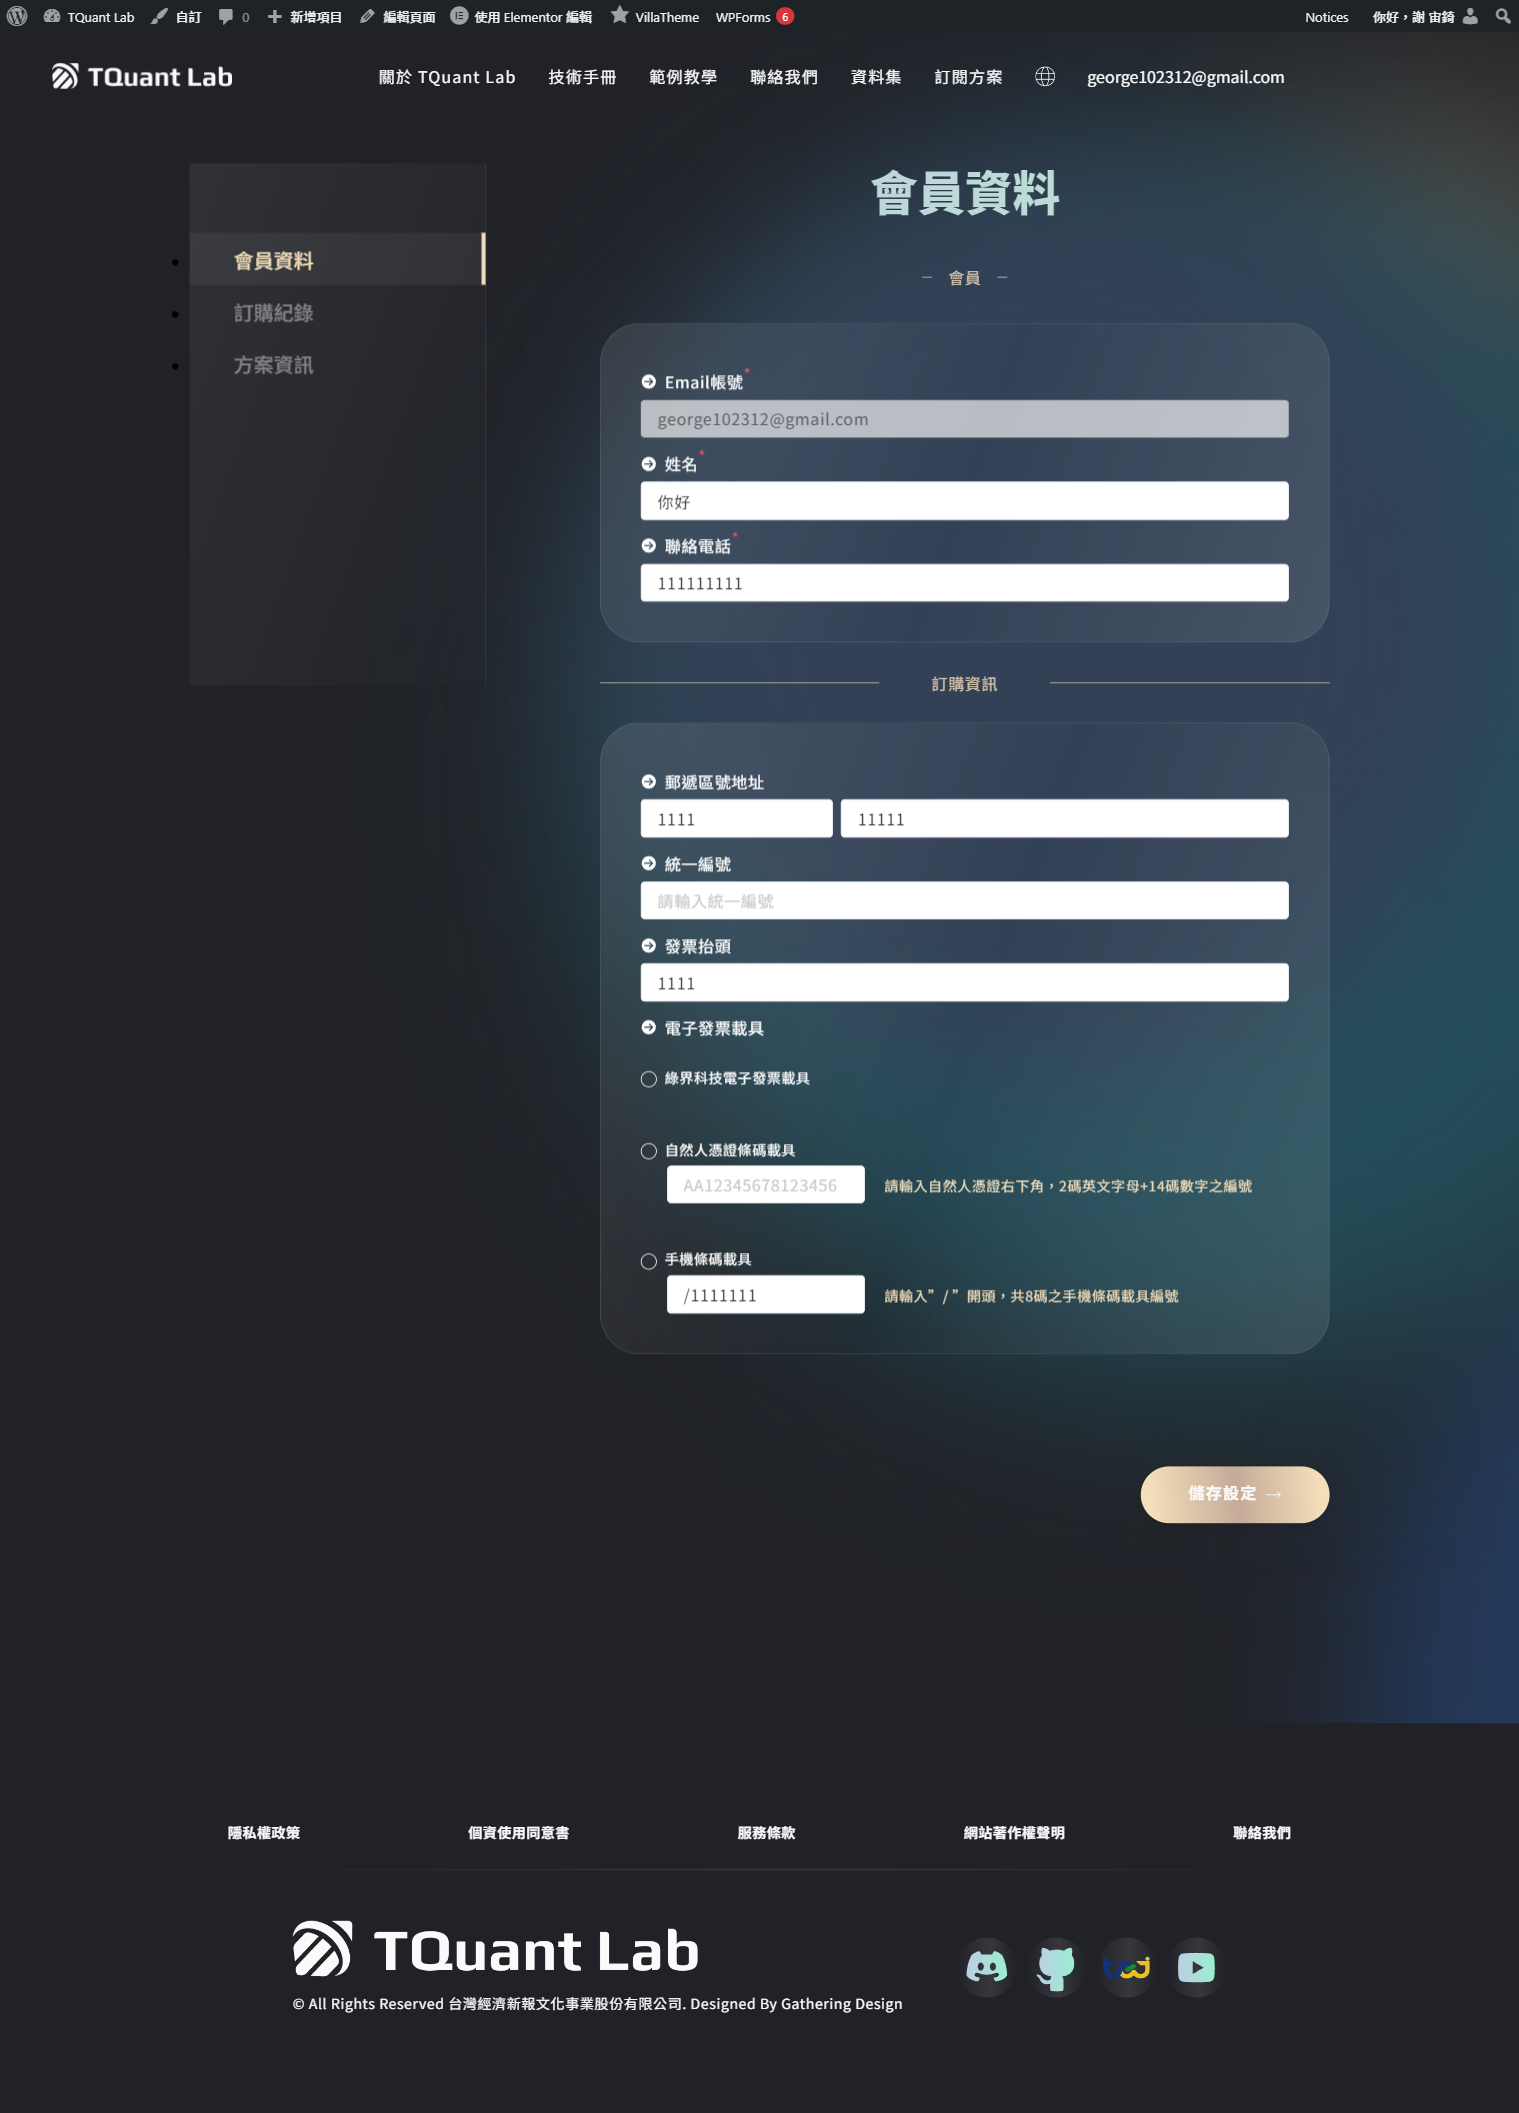 TQuant Lab 自訂 0 新增項目 編輯頁面 使用 Elementor 編輯 VillaTheme WPForms 6 Notices 你好，謝 宙錡
TQuant Lab 關於 TQuant Lab 技術手冊 範例教學 聯絡我們 資料集 訂閱方案 george102312@gmail.com
會員資料
訂購紀錄
方案資訊
會員資料
會員
Email帳號*
george102312@gmail.com
姓名*
你好
聯絡電話*
111111111
訂購資訊
郵遞區號地址
1111 11111
統一編號
請輸入統一編號
發票抬頭
1111
電子發票載具
綠界科技電子發票載具
自然人憑證條碼載具
AA12345678123456 請輸入自然人憑證右下角，2碼英文字母+14碼數字之編號
手機條碼載具
/1111111 請輸入”/”開頭，共8碼之手機條碼載具編號
儲存設定 →
隱私權政策 個資使用同意書 服務條款 網站著作權聲明 聯絡我們
TQuant Lab
© All Rights Reserved 台灣經濟新報文化事業股份有限公司. Designed By Gathering Design